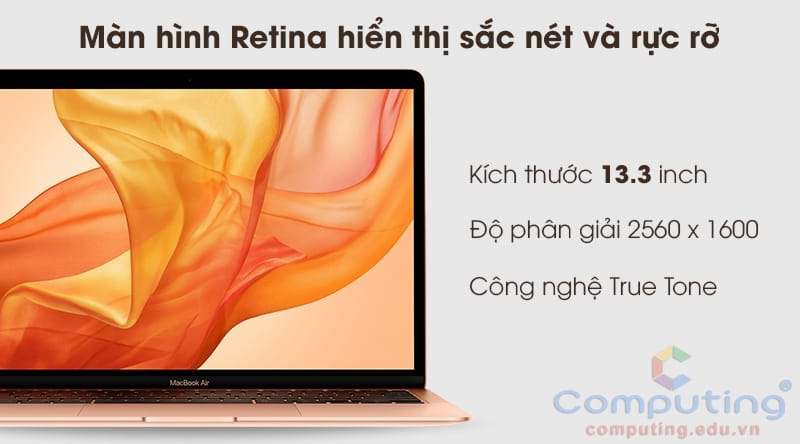 Màn hình Retina hiển thị sắc nét và rực rỡ
Kích thước 13.3 inch
Độ phân giải 2560 x 1600
Công nghệ True Tone
MacBook Air
Computing®
computing.edu.vn